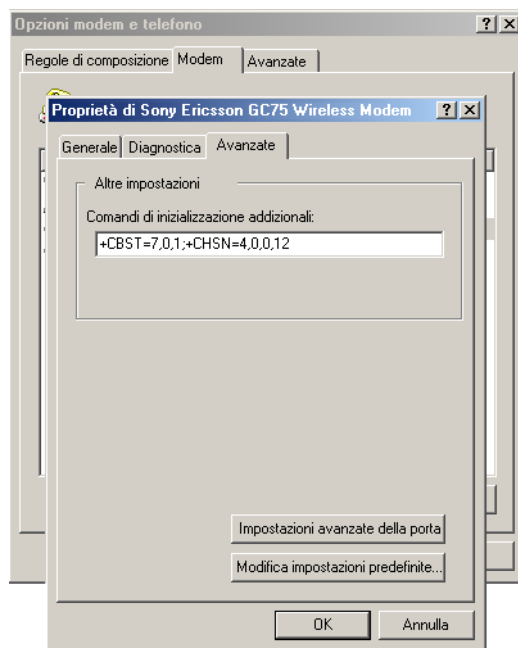 Opzioni modem e telefono
Regole di composizione Modem Avanzate
Proprietà di Sony Ericsson GC75 Wireless Modem
Generale Diagnostica Avanzate
Altre impostazioni
Comandi di inizializzazione addizionali:
+CBST=7,0,1;+CHSN=4,0,0,12
Impostazioni avanzate della porta
Modifica impostazioni predefinite...
OK Annulla